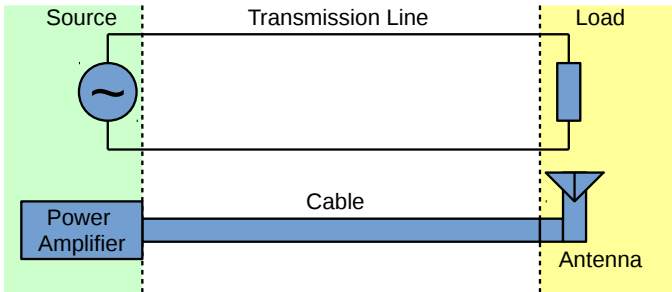 Source
Transmission Line
Load
~
Cable
Power
Amplifier
Antenna